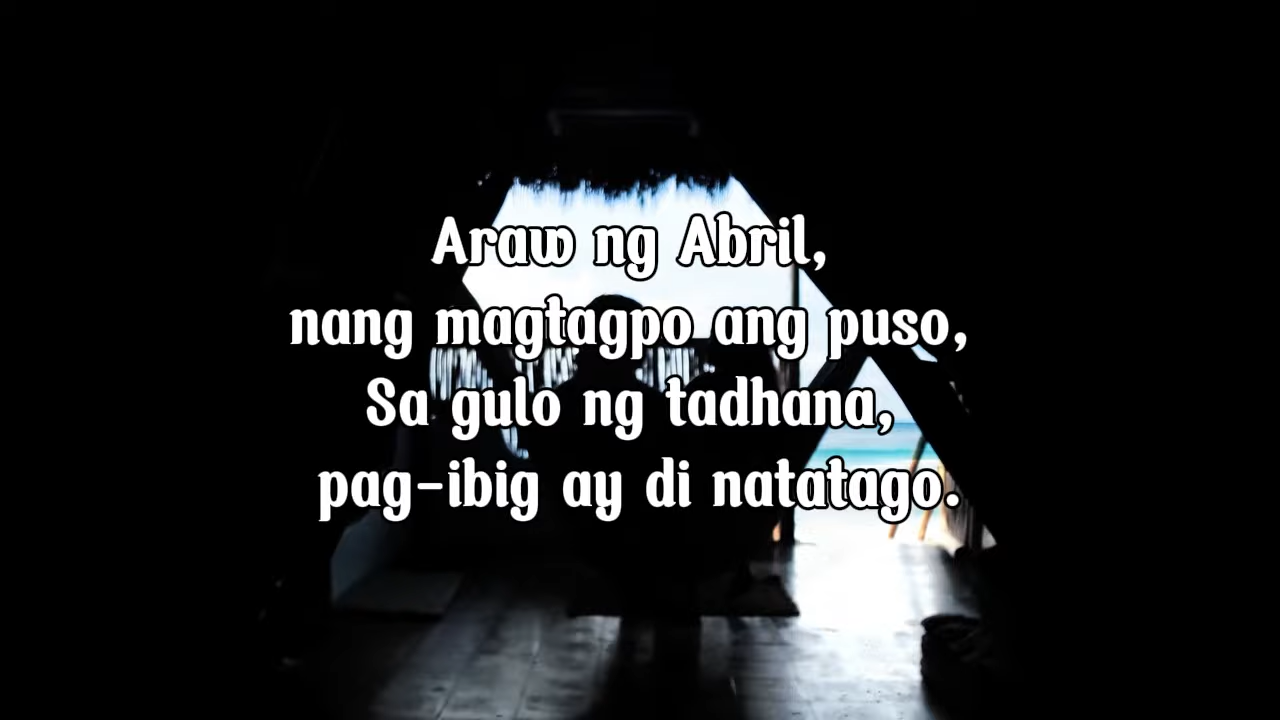 Araw ng Abril,
nang magtagpo ang puso,
Sa gulo ng tadhana,
pag-ibig ay di natatago.